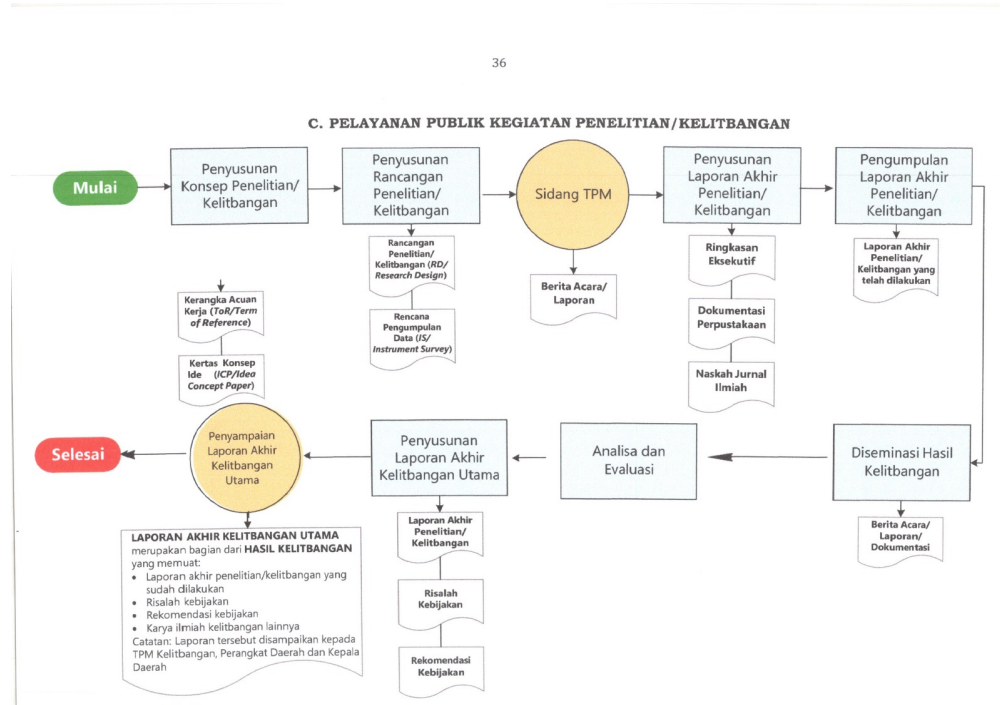 36
C. PELAYANAN PUBLIK KEGIATAN PENELITIAN/KELITBANGAN
Mulai
Penyusunan
Konsep Penelitian/
Kelitbangan
Penyusunan
Rancangan
Penelitian/
Kelitbangan
Sidang TPM
Penyusunan
Laporan Akhir
Penelitian/
Kelitbangan
Pengumpulan
Laporan Akhir
Penelitian/
Kelitbangan
Kerangka Acuan
Kerja (ToR/Term
of Reference)
Kertas Konsep
Ide (ICP/Idea
Concept Paper)
Rancangan
Penelitian/
Kelitbangan (RD/
Research Design)
Rencana
Pengumpulan
Data (IS/
Instrument Survey)
Berita Acara/
Laporan
Ringkasan
Eksekutif
Dokumentasi
Perpustakaan
Naskah Jurnal
Ilmiah
Laporan Akhir
Penelitian/
Kelitbangan yang
telah dilakukan
Selesai
Penyampaian
Laporan Akhir
Kelitbangan
Utama
Penyusunan
Laporan Akhir
Kelitbangan Utama
Analisa dan
Evaluasi
Diseminasi Hasil
Kelitbangan
LAPORAN AKHIR KELITBANGAN UTAMA
merupakan bagian dari HASIL KELITBANGAN
yang memuat:
• Laporan akhir penelitian/kelitbangan yang
sudah dilakukan
• Risalah kebijakan
• Rekomendasi kebijakan
• Karya ilmiah kelitbangan lainnya
Catatan: Laporan tersebut disampaikan kepada
TPM Kelitbangan, Perangkat Daerah dan Kepala
Daerah
Laporan Akhir
Penelitian/
Kelitbangan
Risalah
Kebijakan
Rekomendasi
Kebijakan
Berita Acara/
Laporan/
Dokumentasi